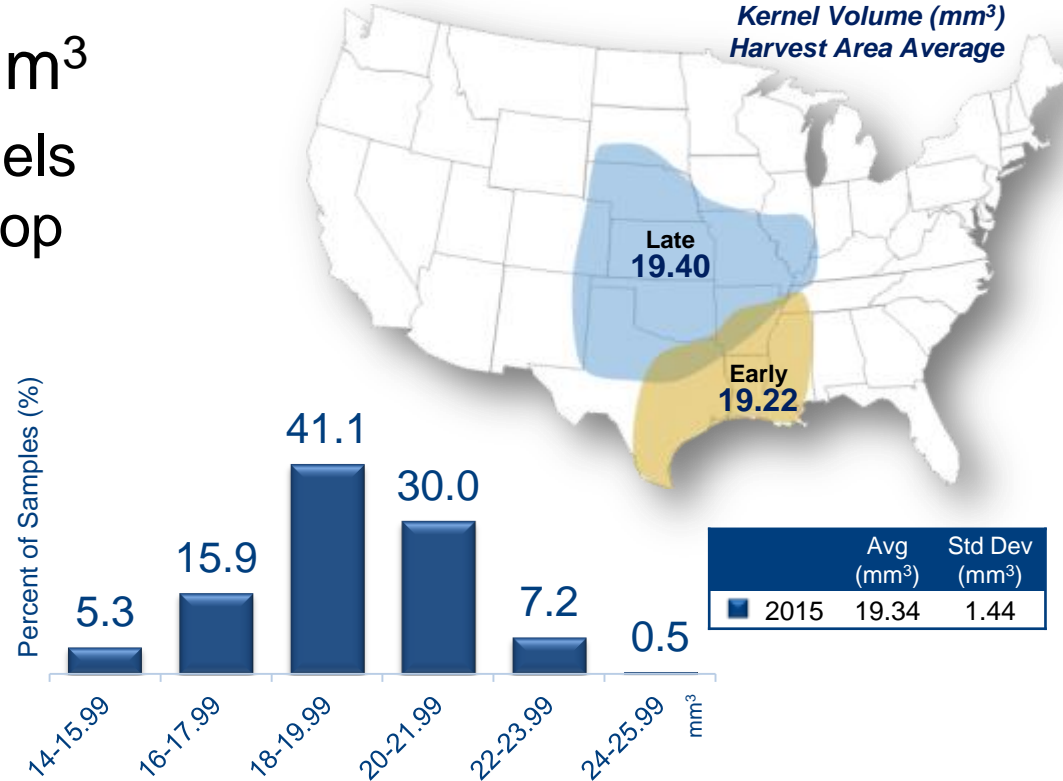 m³
els
op
Kernel Volume (mm³)
Harvest Area Average
Late
19.40
Early
19.22
Percent of Samples (%)
5.3
15.9
41.1
30.0
7.2
0.5
14-15.99
16-17.99
18-19.99
20-21.99
22-23.99
24-25.99
mm³
Avg Std Dev
(mm³) (mm³)
2015 19.34 1.44